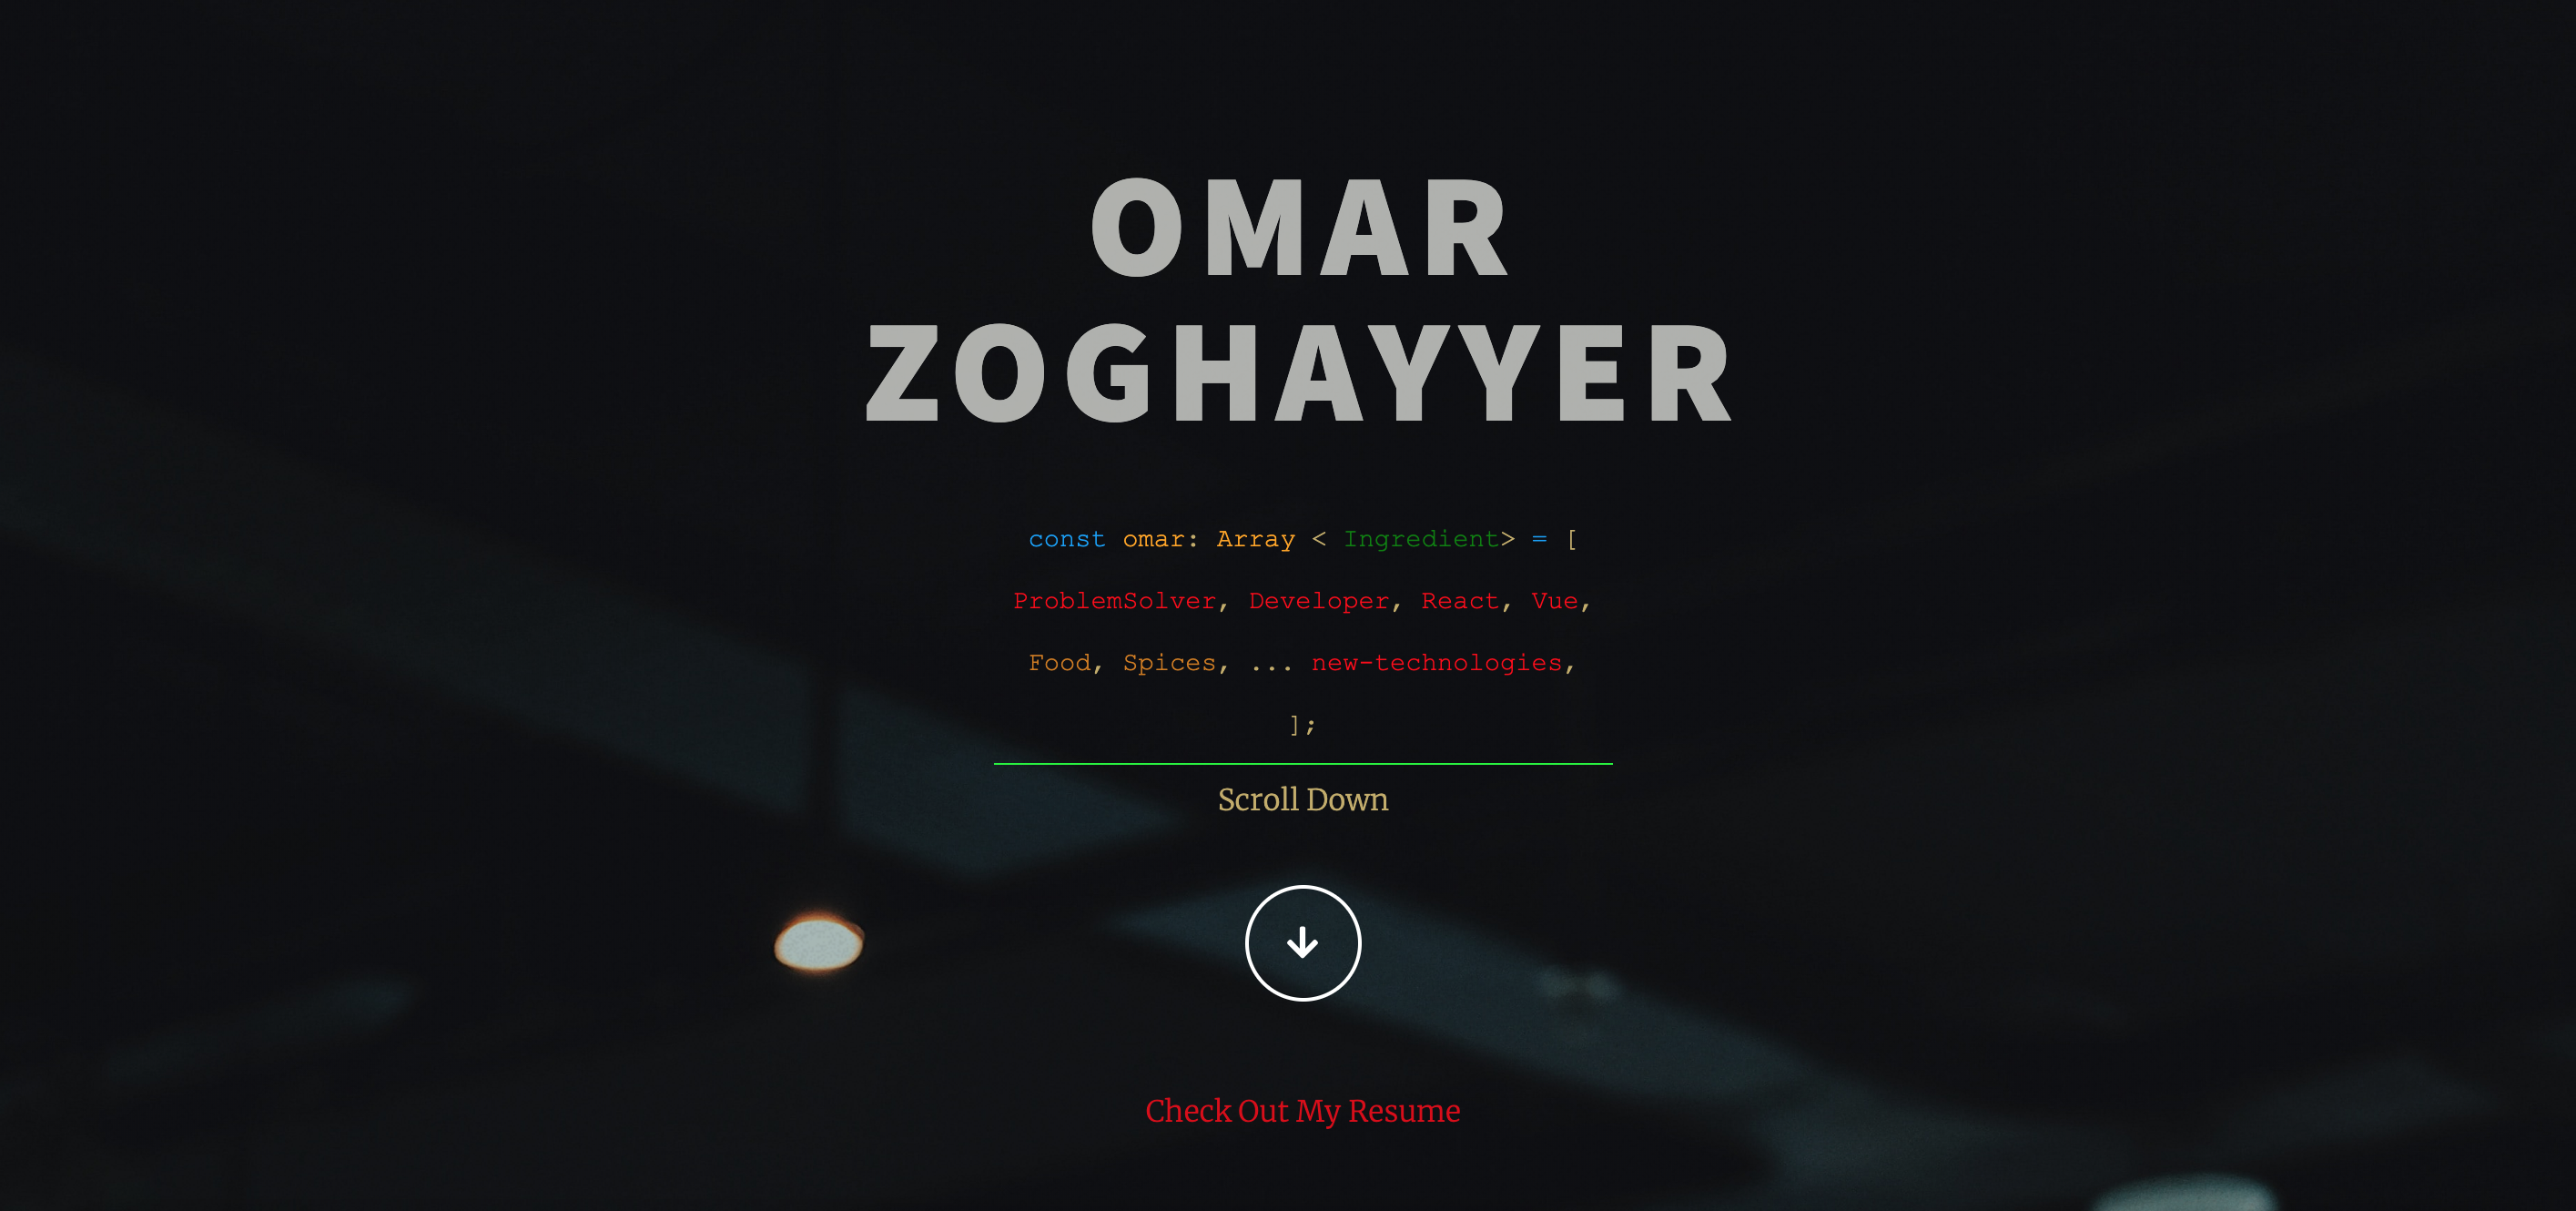 OMAR
ZOGHAYYER
const omar: Array < Ingredient> = [
ProblemSolver, Developer, React, Vue,
Food, Spices, ... new-technologies,
];
Scroll Down
Check Out My Resume